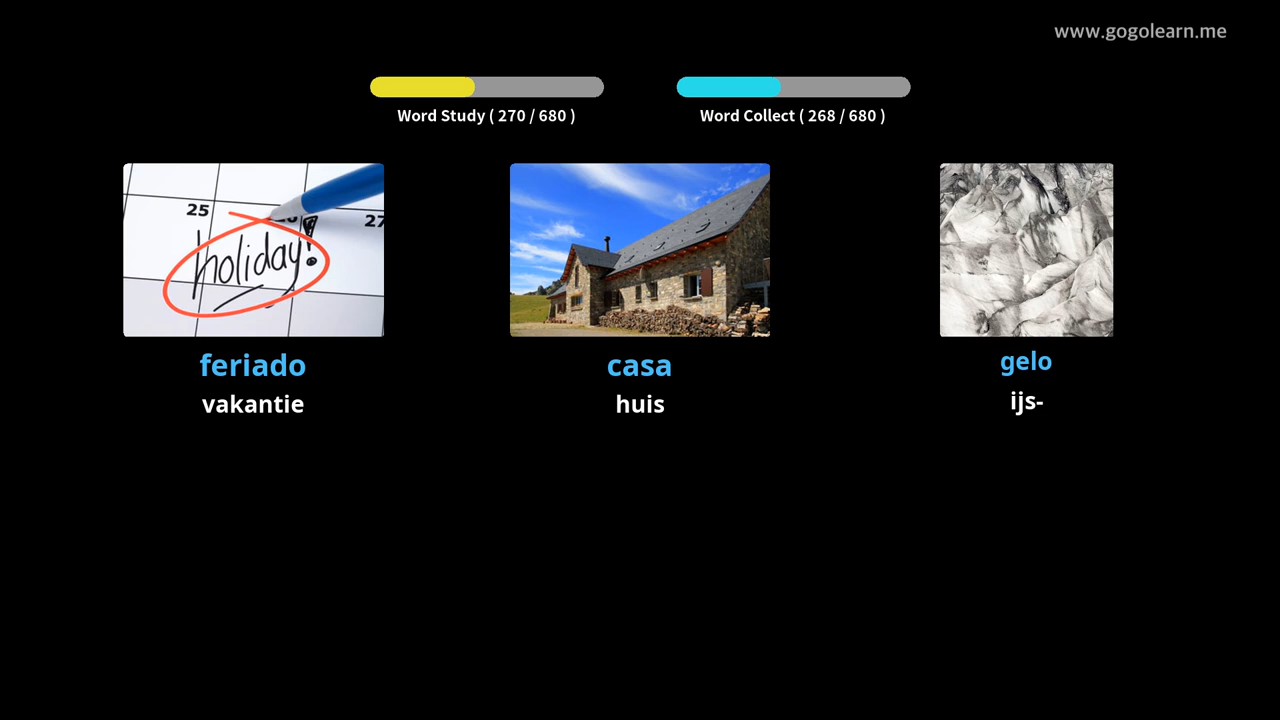 www.gogolearn.me
Word Study ( 270 / 680 )
Word Collect ( 268 / 680 )
25
27
holiday!
feriado
casa
gelo
vakantie
huis
ijs-